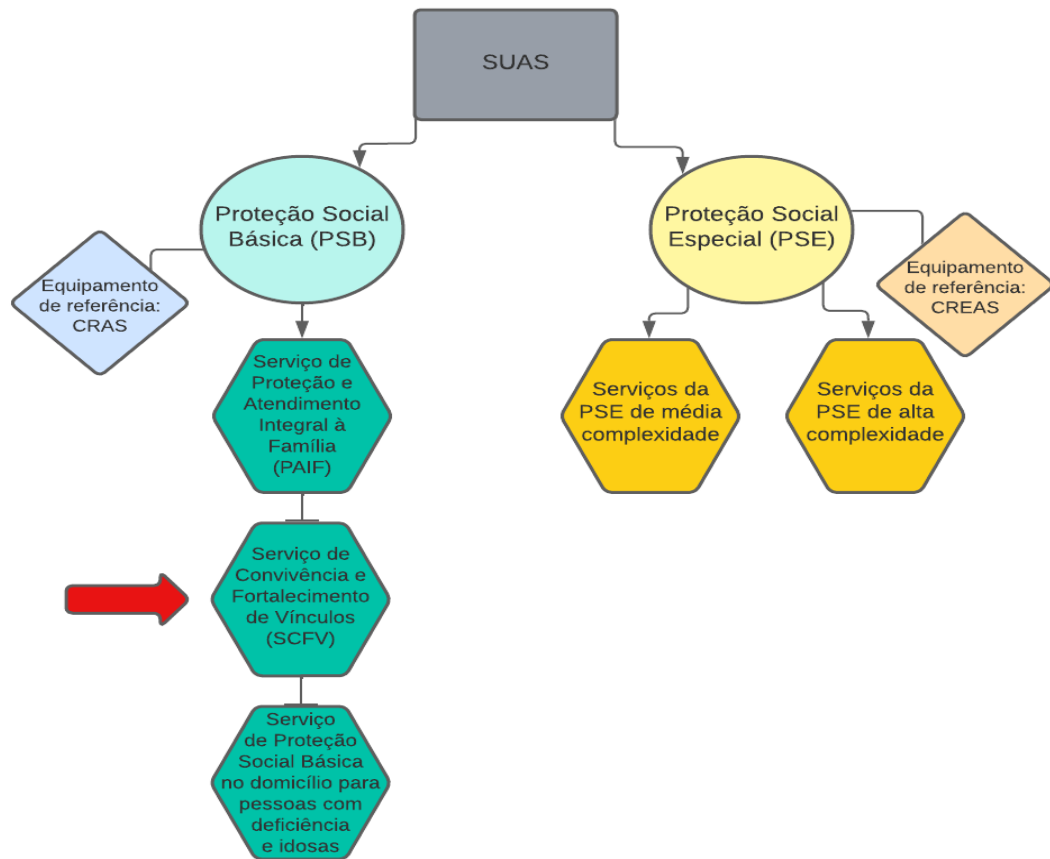 SUAS
Proteção Social
Básica (PSB)
Proteção Social
Especial (PSE)
Equipamento
de referência:
CRAS
Equipamento
de referência:
CREAS
Serviço de
Proteção e
Atendimento
Integral à
Família
(PAIF)
Serviços da
PSE de média
complexidade
Serviços da
PSE de alta
complexidade
Serviço de
Convivência e
Fortalecimento
de Vínculos
(SCFV)
Serviço
de Proteção
Social Básica
no domicílio para
pessoas com
deficiência
e idosas